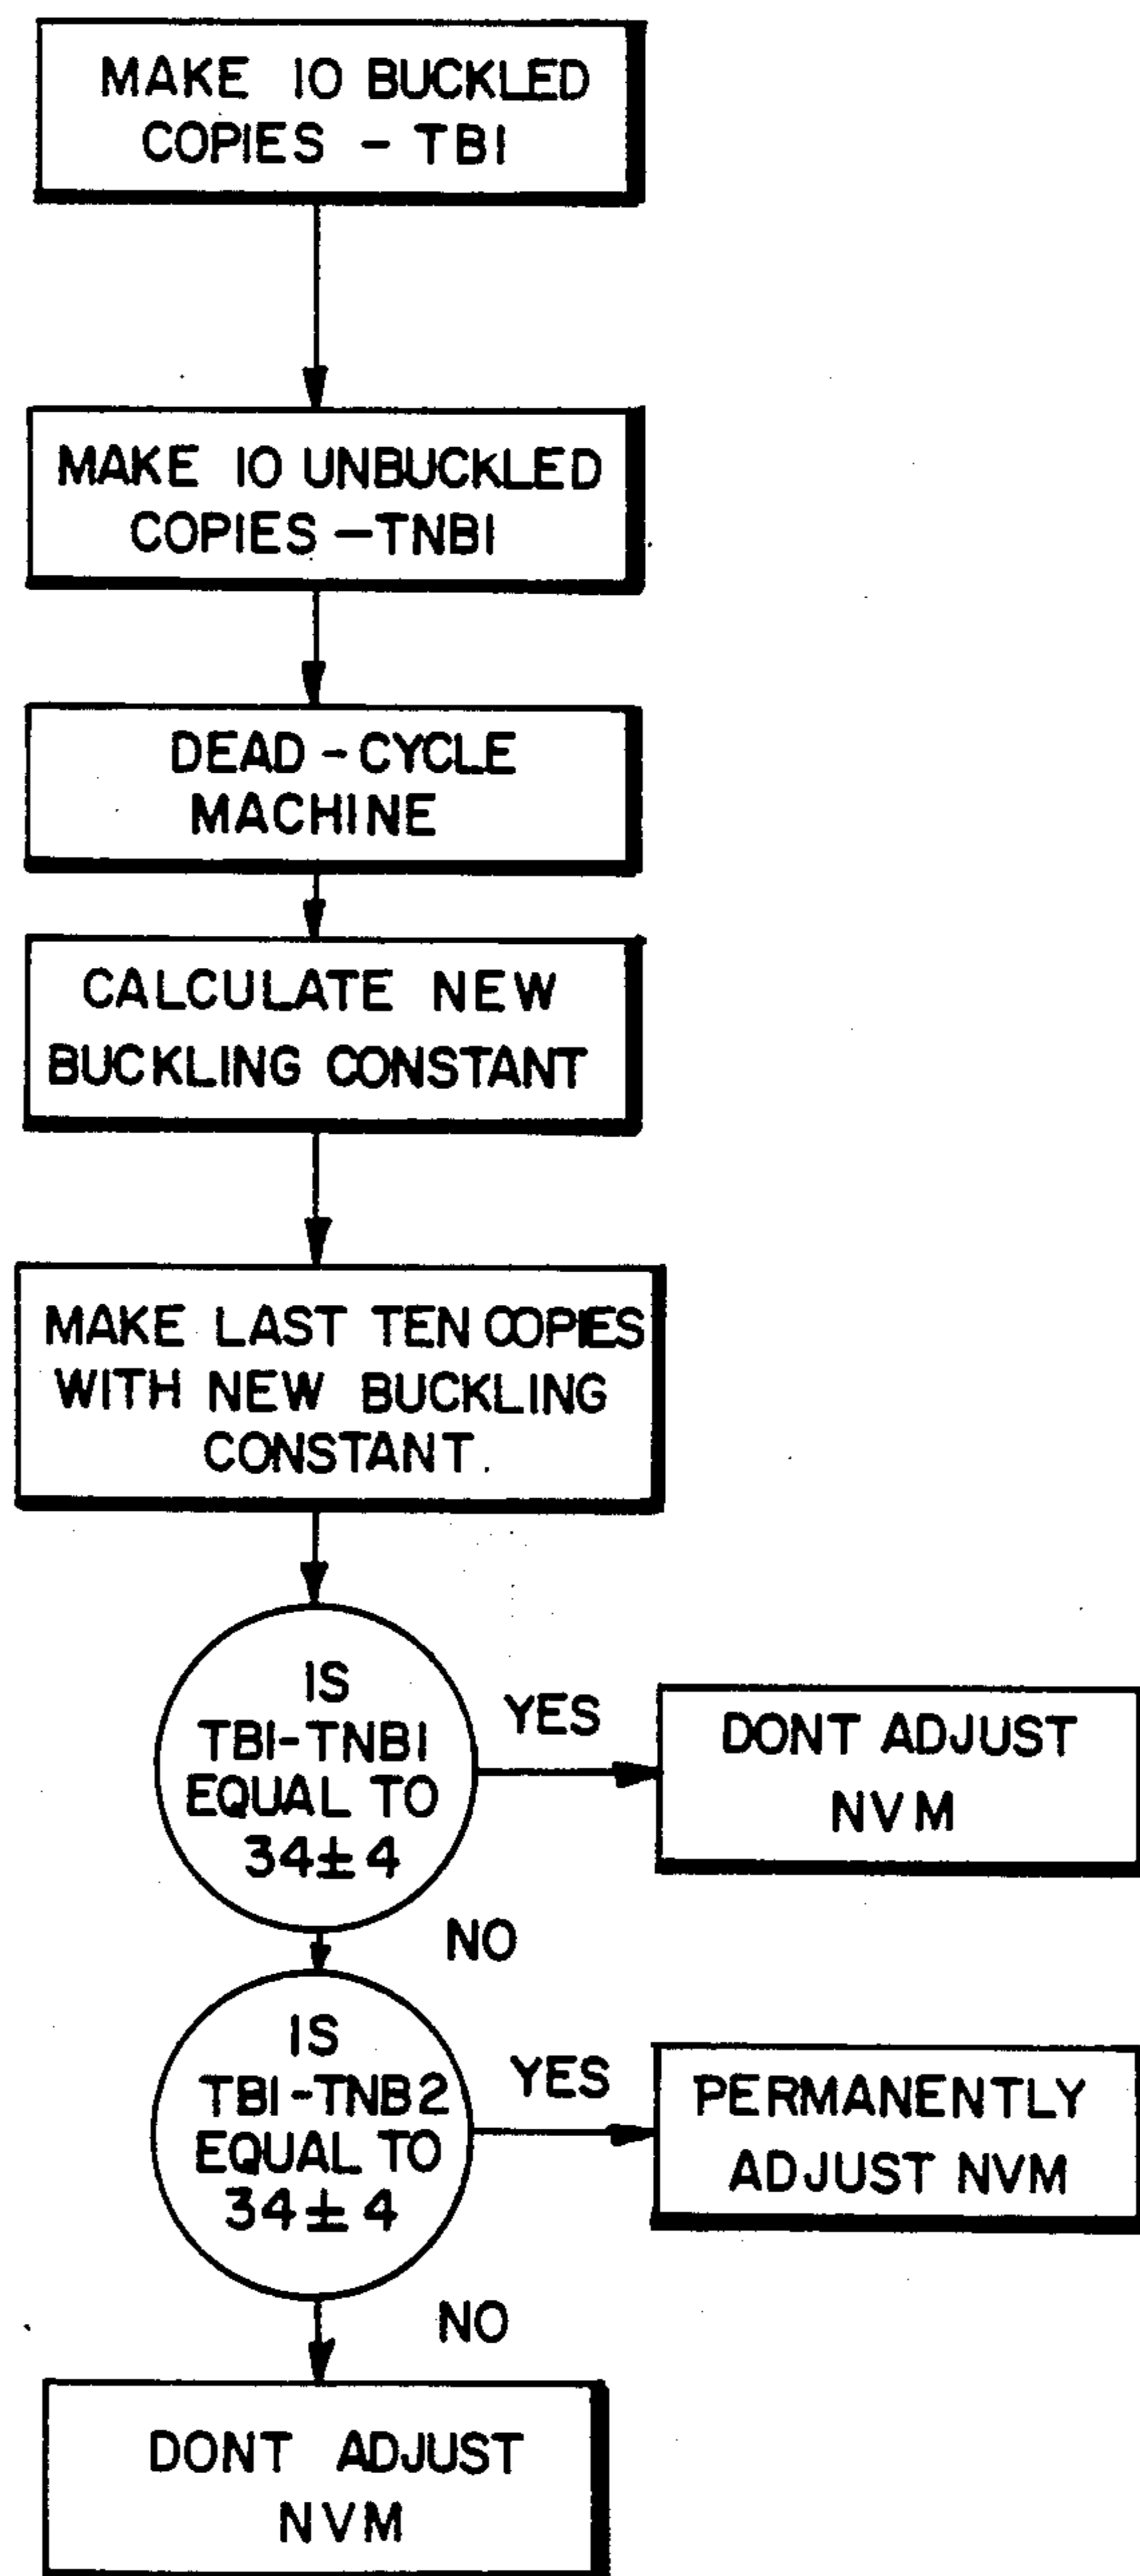 MAKE 10 BUCKLED
COPIES - TB1
MAKE 10 UNBUCKLED
COPIES -TNB1
DEAD-CYCLE
MACHINE
CALCULATE NEW
BUCKLING CONSTANT
MAKE LAST TEN COPIES
WITH NEW BUCKLING
CONSTANT.
IS
TB1-TNB1
EQUAL TO
34±4
YES
DONT ADJUST
NVM
NO
IS
TB1-TNB2
EQUAL TO
34±4
YES
PERMANENTLY
ADJUST NVM
NO
DONT ADJUST
NVM